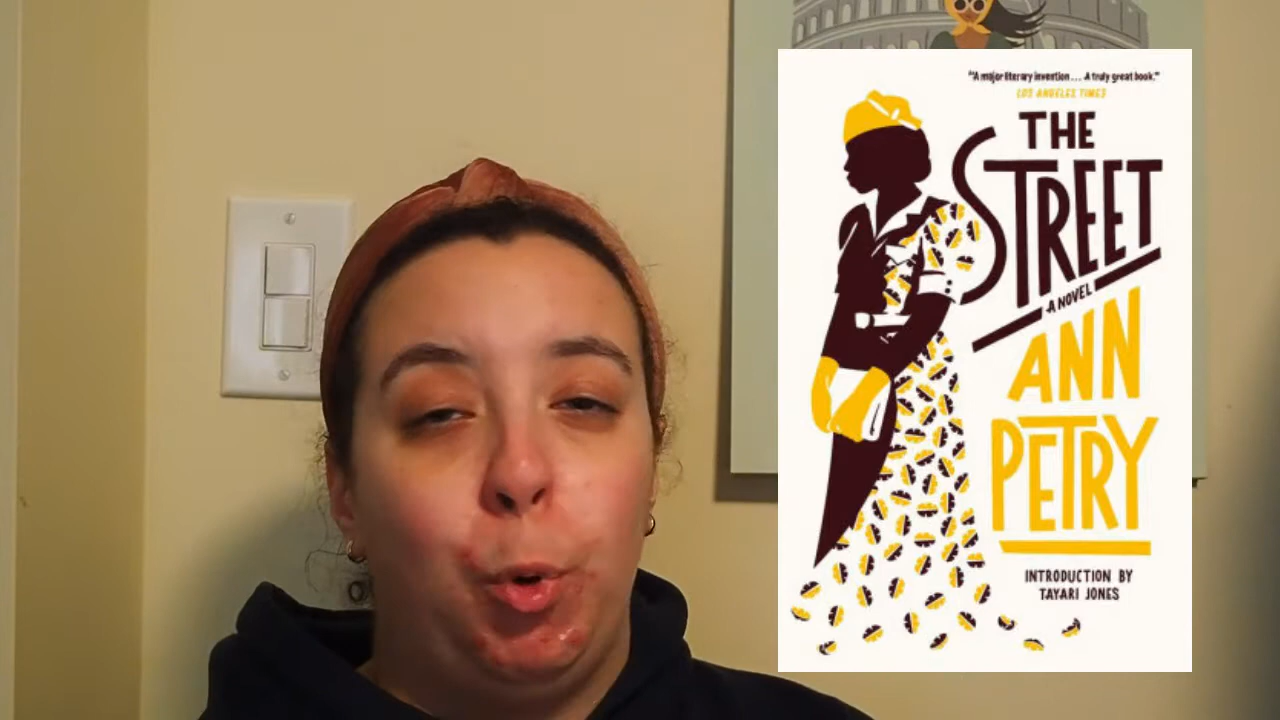 "A major literary invention... A truly great book."
LOS ANGELES TIMES
THE
STREET
A NOVEL
ANN
PETRY
INTRODUCTION BY
TAYARI JONES